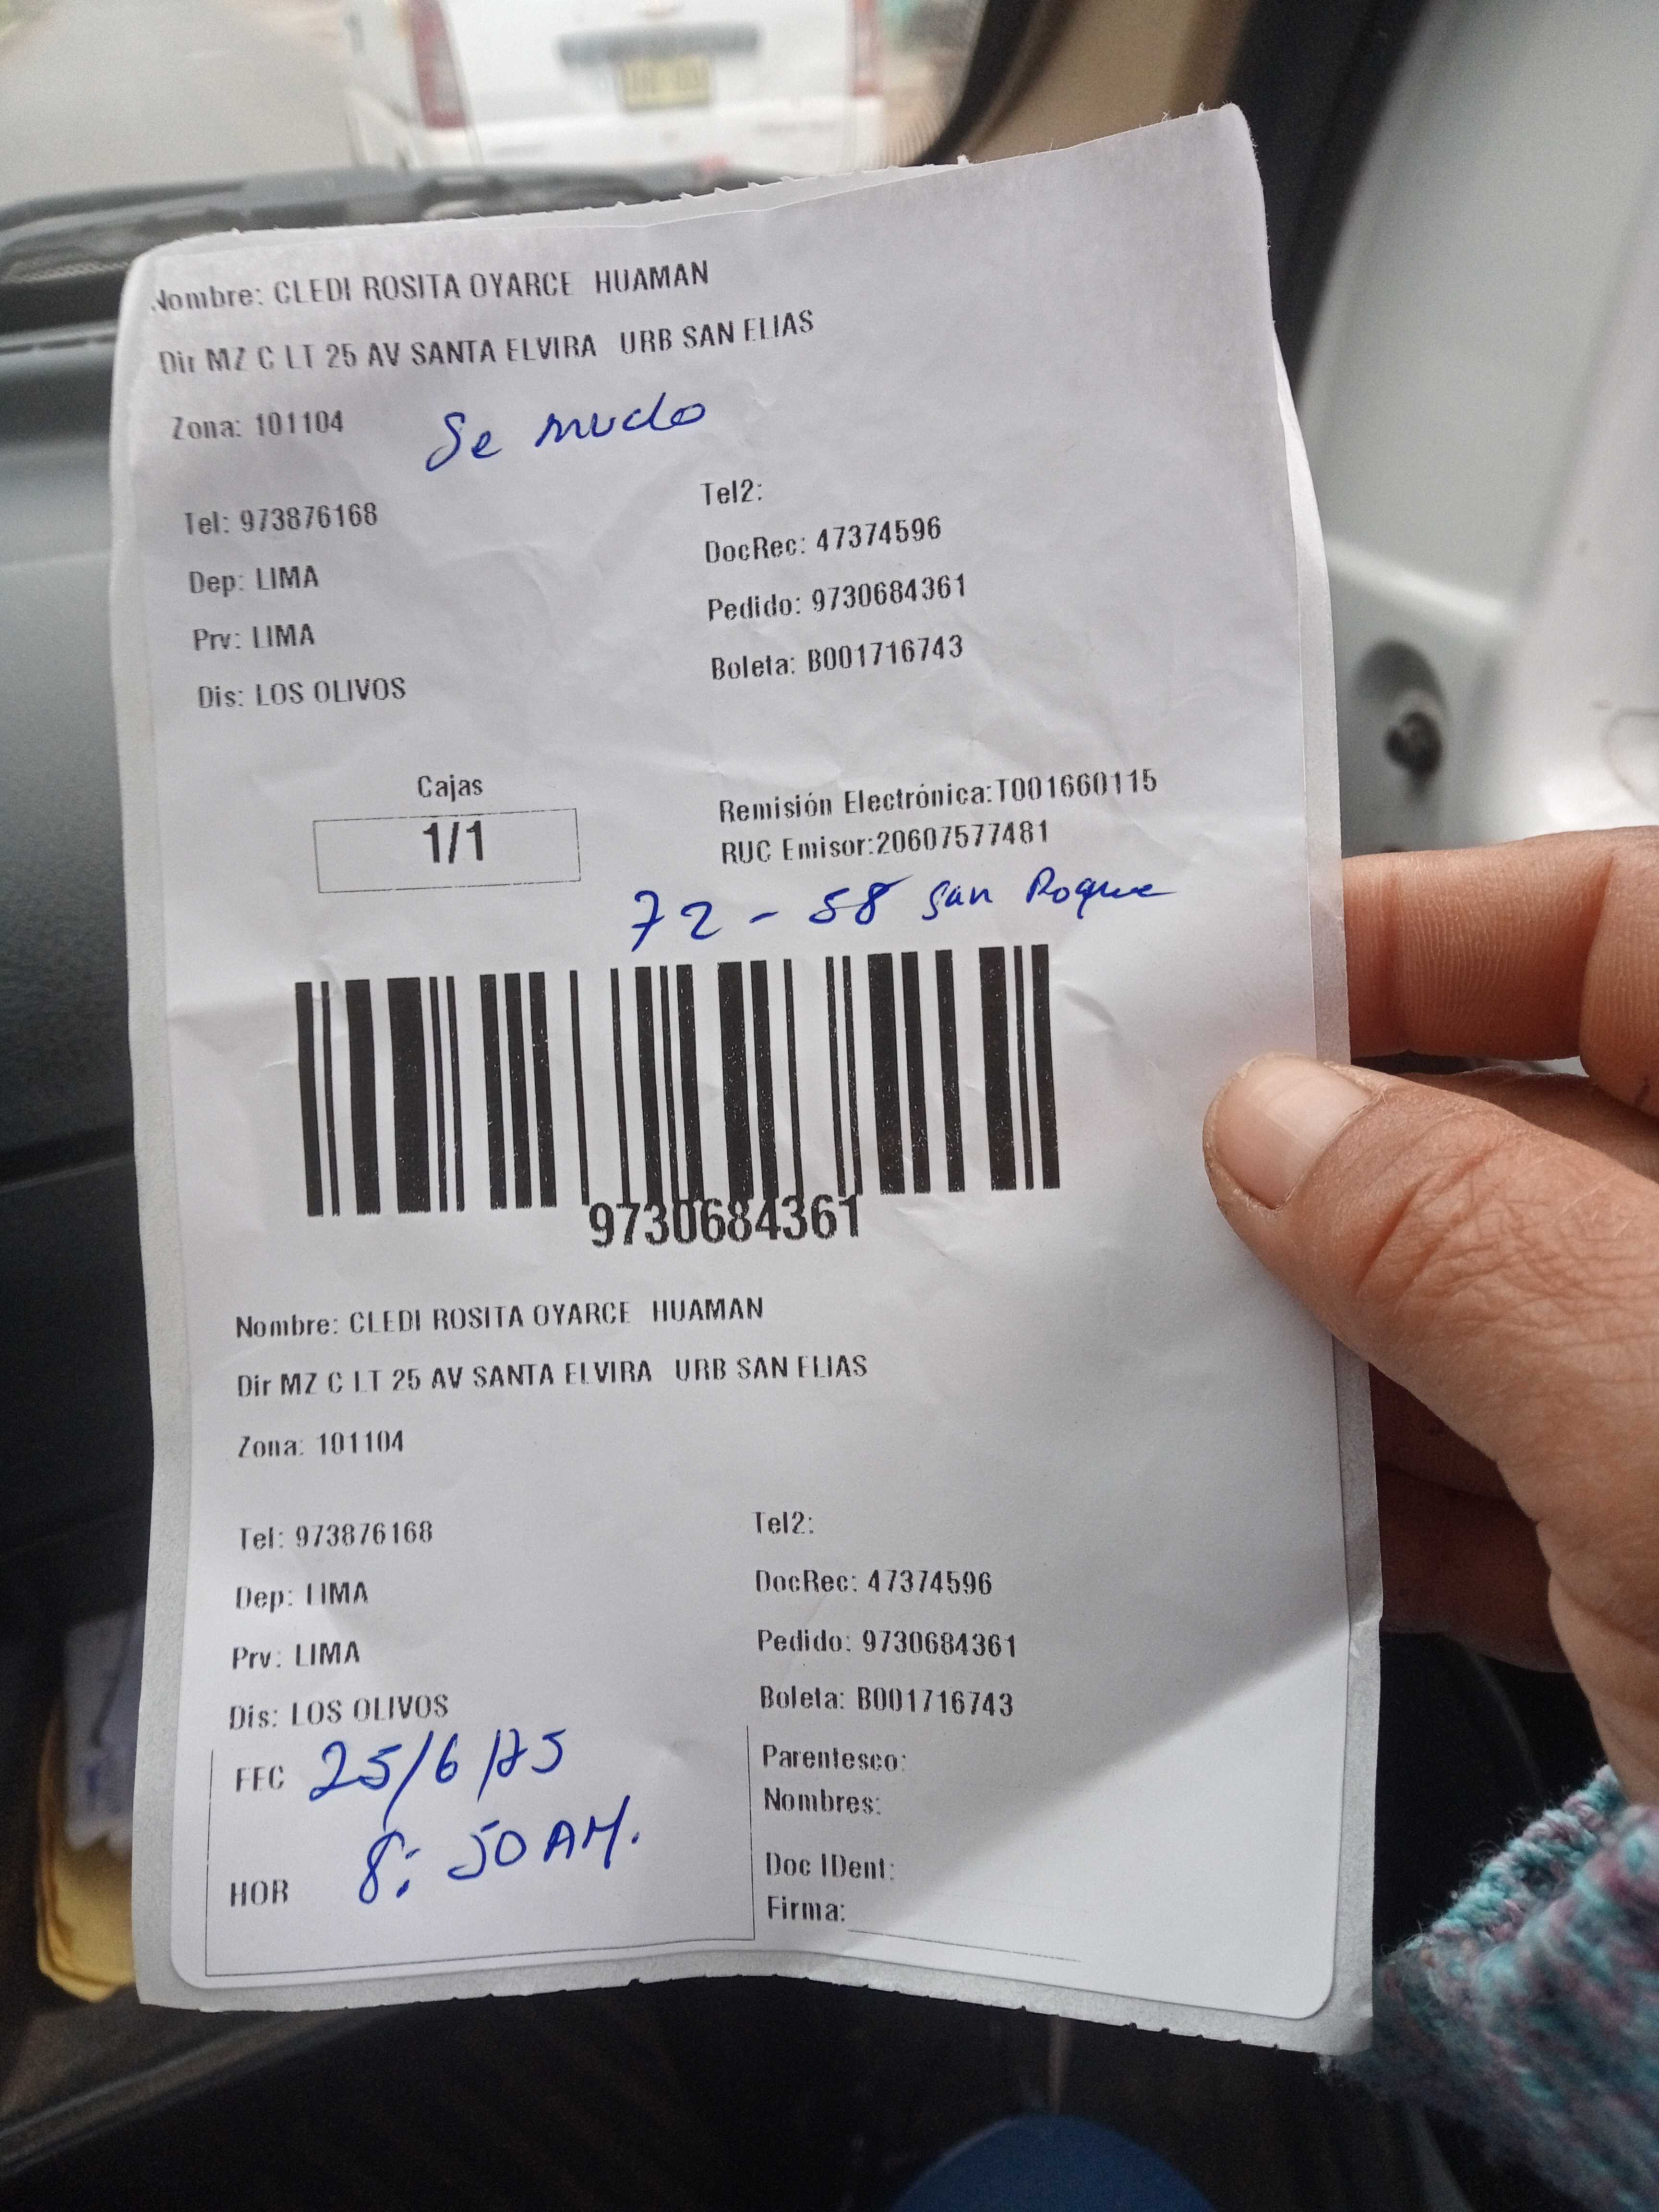 Nombre: CLEDI ROSITA OYARCE HUAMAN
Dir MZ C LT 25 AV SANTA ELVIRA URB SAN ELIAS
Zona: 101104
Se mudo
Tel: 973876168
Tel2:
Dep: LIMA
DocRec: 47374596
Prv: LIMA
Pedido: 9730684361
Dis: LOS OLIVOS
Boleta: B001716743
Cajas
1/1
Remisión Electrónica:T001660115
RUC Emisor:20607577481
72 - 58 San Roque
9730684361
Nombre: CLEDI ROSITA OYARCE HUAMAN
Dir MZ C LT 25 AV SANTA ELVIRA URB SAN ELIAS
Zona: 101104
Tel: 973876168
Tel2:
Dep: LIMA
DocRec: 47374596
Prv: LIMA
Pedido: 9730684361
Dis: LOS OLIVOS
Boleta: B001716743
FEC 25/6/25
Parentesco:
Nombres:
HOR 8:50 AM.
Doc IDent:
Firma: